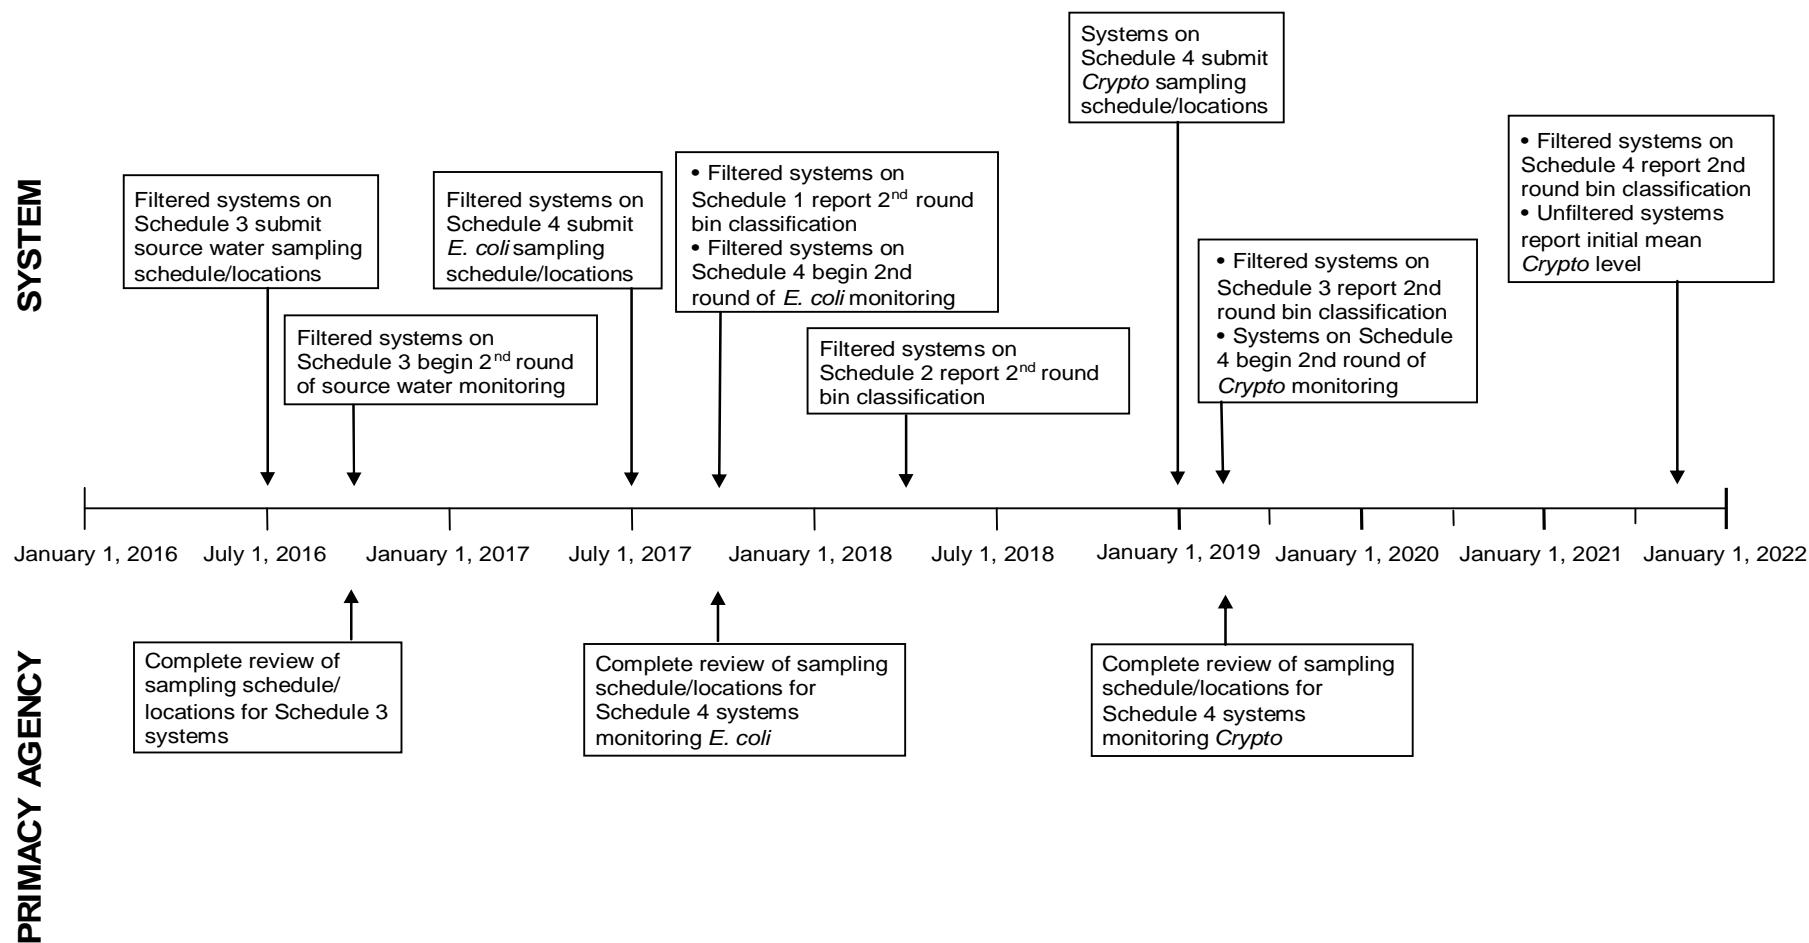 SYSTEM
Filtered systems on
Schedule 3 submit
source water sampling
schedule/locations
Filtered systems on
Schedule 3 begin 2nd round
of source water monitoring
Filtered systems on
Schedule 4 submit
E. coli sampling
schedule/locations
• Filtered systems on
Schedule 1 report 2nd round
bin classification
• Filtered systems on
Schedule 4 begin 2nd
round of E. coli monitoring
Filtered systems on
Schedule 2 report 2nd round
bin classification
Systems on
Schedule 4 submit
Crypto sampling
schedule/locations
• Filtered systems on
Schedule 3 report 2nd
round bin classification
• Systems on Schedule
4 begin 2nd round of
Crypto monitoring
• Filtered systems on
Schedule 4 report 2nd
round bin classification
• Unfiltered systems
report initial mean
Crypto level
January 1, 2016 July 1, 2016 January 1, 2017 July 1, 2017 January 1, 2018 July 1, 2018 January 1, 2019 January 1, 2020 January 1, 2021 January 1, 2022
PRIMACY AGENCY
Complete review of
sampling schedule/
locations for Schedule 3
systems
Complete review of sampling
schedule/locations for
Schedule 4 systems
monitoring E. coli
Complete review of sampling
schedule/locations for
Schedule 4 systems
monitoring Crypto